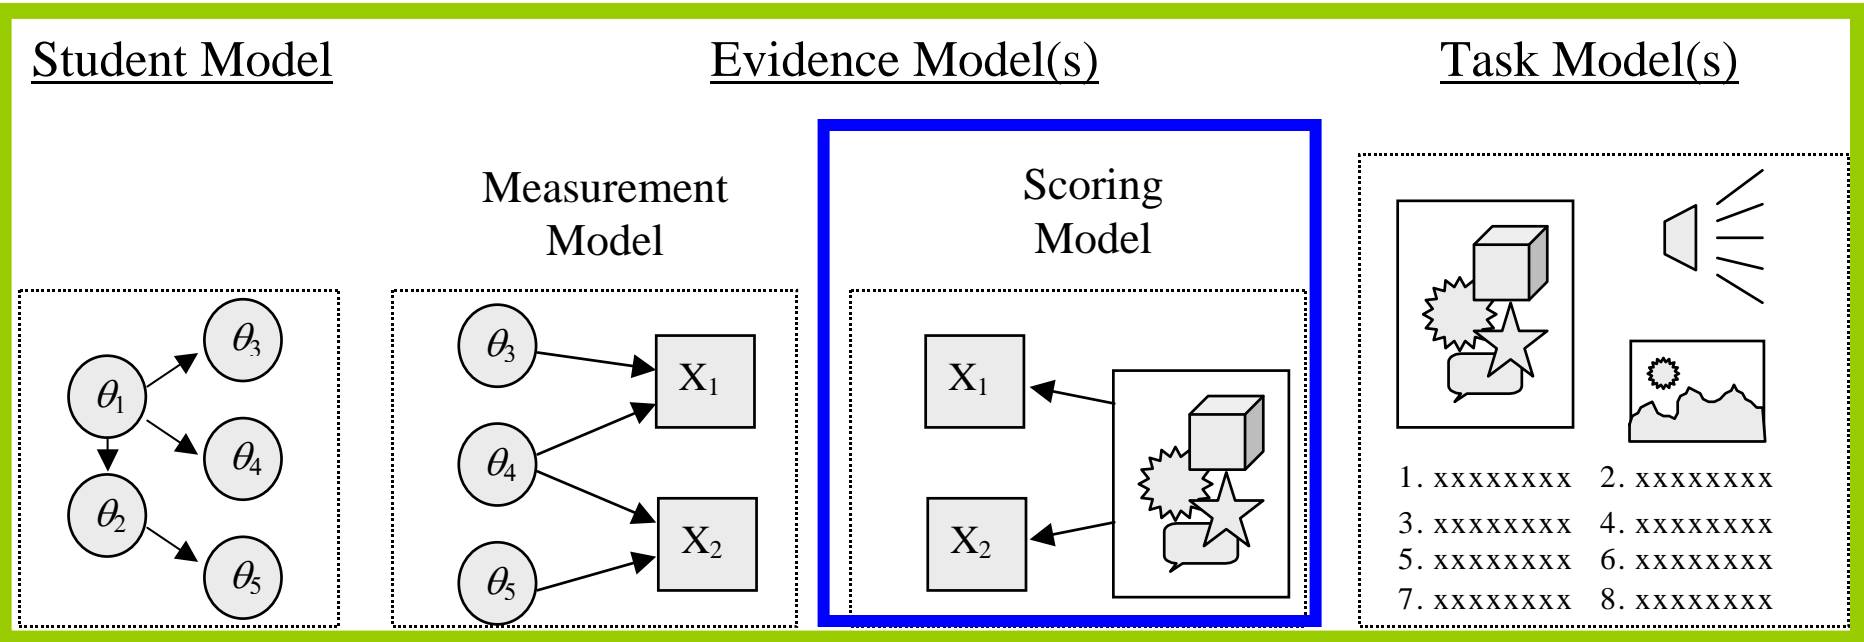 Student Model
Evidence Model(s)
Task Model(s)
Measurement
Model
Scoring
Model
θ1
θ2
θ3
θ4
θ5
θ3
θ4
θ5
X1
X2
X1
X2
1. xxxxxxxx 2. xxxxxxxx
3. xxxxxxxx 4. xxxxxxxx
5. xxxxxxxx 6. xxxxxxxx
7. xxxxxxxx 8. xxxxxxxx